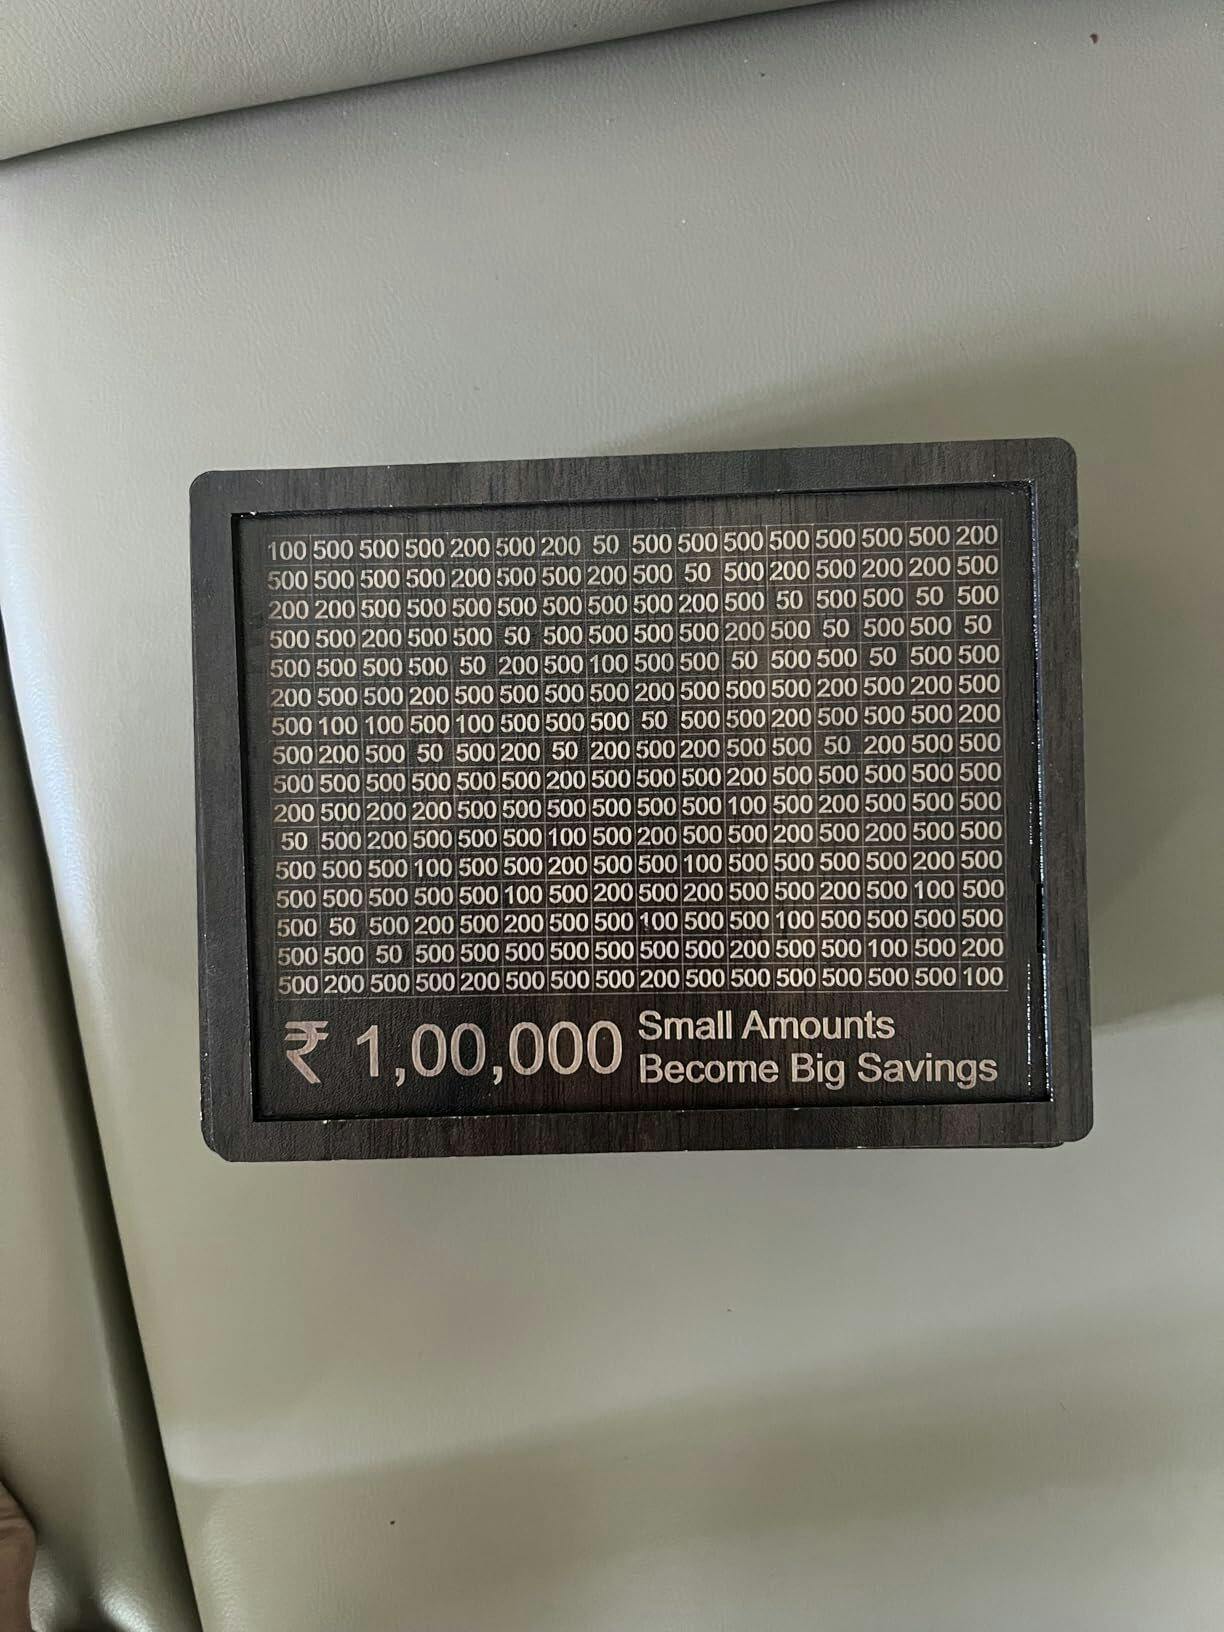 100 500 500 500 200 500 200 50 500 500 500 500 500 500 500 200
500 500 500 500 200 500 500 200 500 50 500 200 500 200 200 500
200 200 500 500 500 500 500 500 500 200 500 50 500 500 50 500
500 500 200 500 500 50 500 500 500 500 200 500 50 500 500 50
500 500 500 500 50 200 500 100 500 500 50 500 500 50 500 500
200 500 500 200 500 500 500 500 200 500 500 500 200 500 200 500
500 100 100 500 100 500 500 500 50 500 500 200 500 500 500 200
500 200 500 50 500 200 50 200 500 200 500 500 50 200 500 500
500 500 500 500 500 500 200 500 500 500 200 500 500 500 500 500
200 500 200 200 500 500 500 500 500 500 100 500 200 500 500 500
50 500 200 500 500 500 100 500 200 500 500 200 500 200 500 500
500 500 500 100 500 500 200 500 500 100 500 500 500 500 200 500
500 500 500 500 500 100 500 200 500 200 500 500 200 500 100 500
500 50 500 200 500 200 500 500 100 500 500 100 500 500 500 500
500 500 50 500 500 500 500 500 500 500 200 500 500 100 500 200
500 200 500 500 200 500 500 500 200 500 500 500 500 500 500 100
₹ 1,00,000
Small Amounts
Become Big Savings